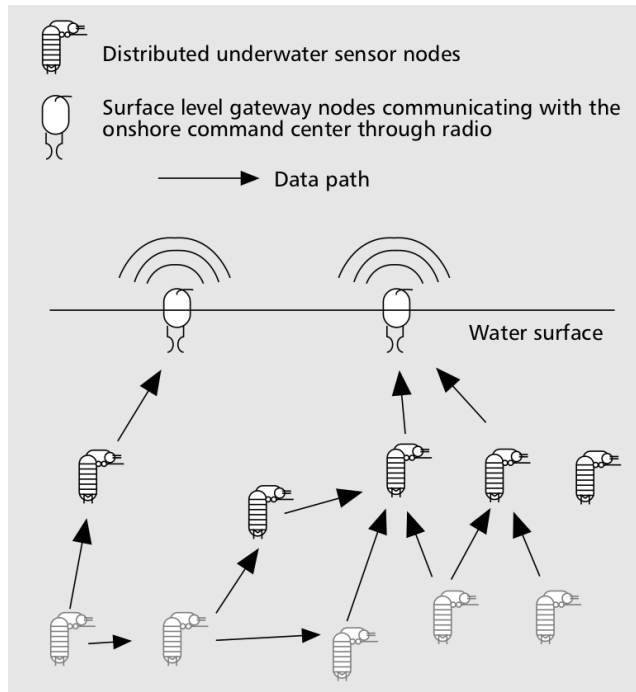 Distributed underwater sensor nodes
Surface level gateway nodes communicating with the
onshore command center through radio
Data path
Water surface